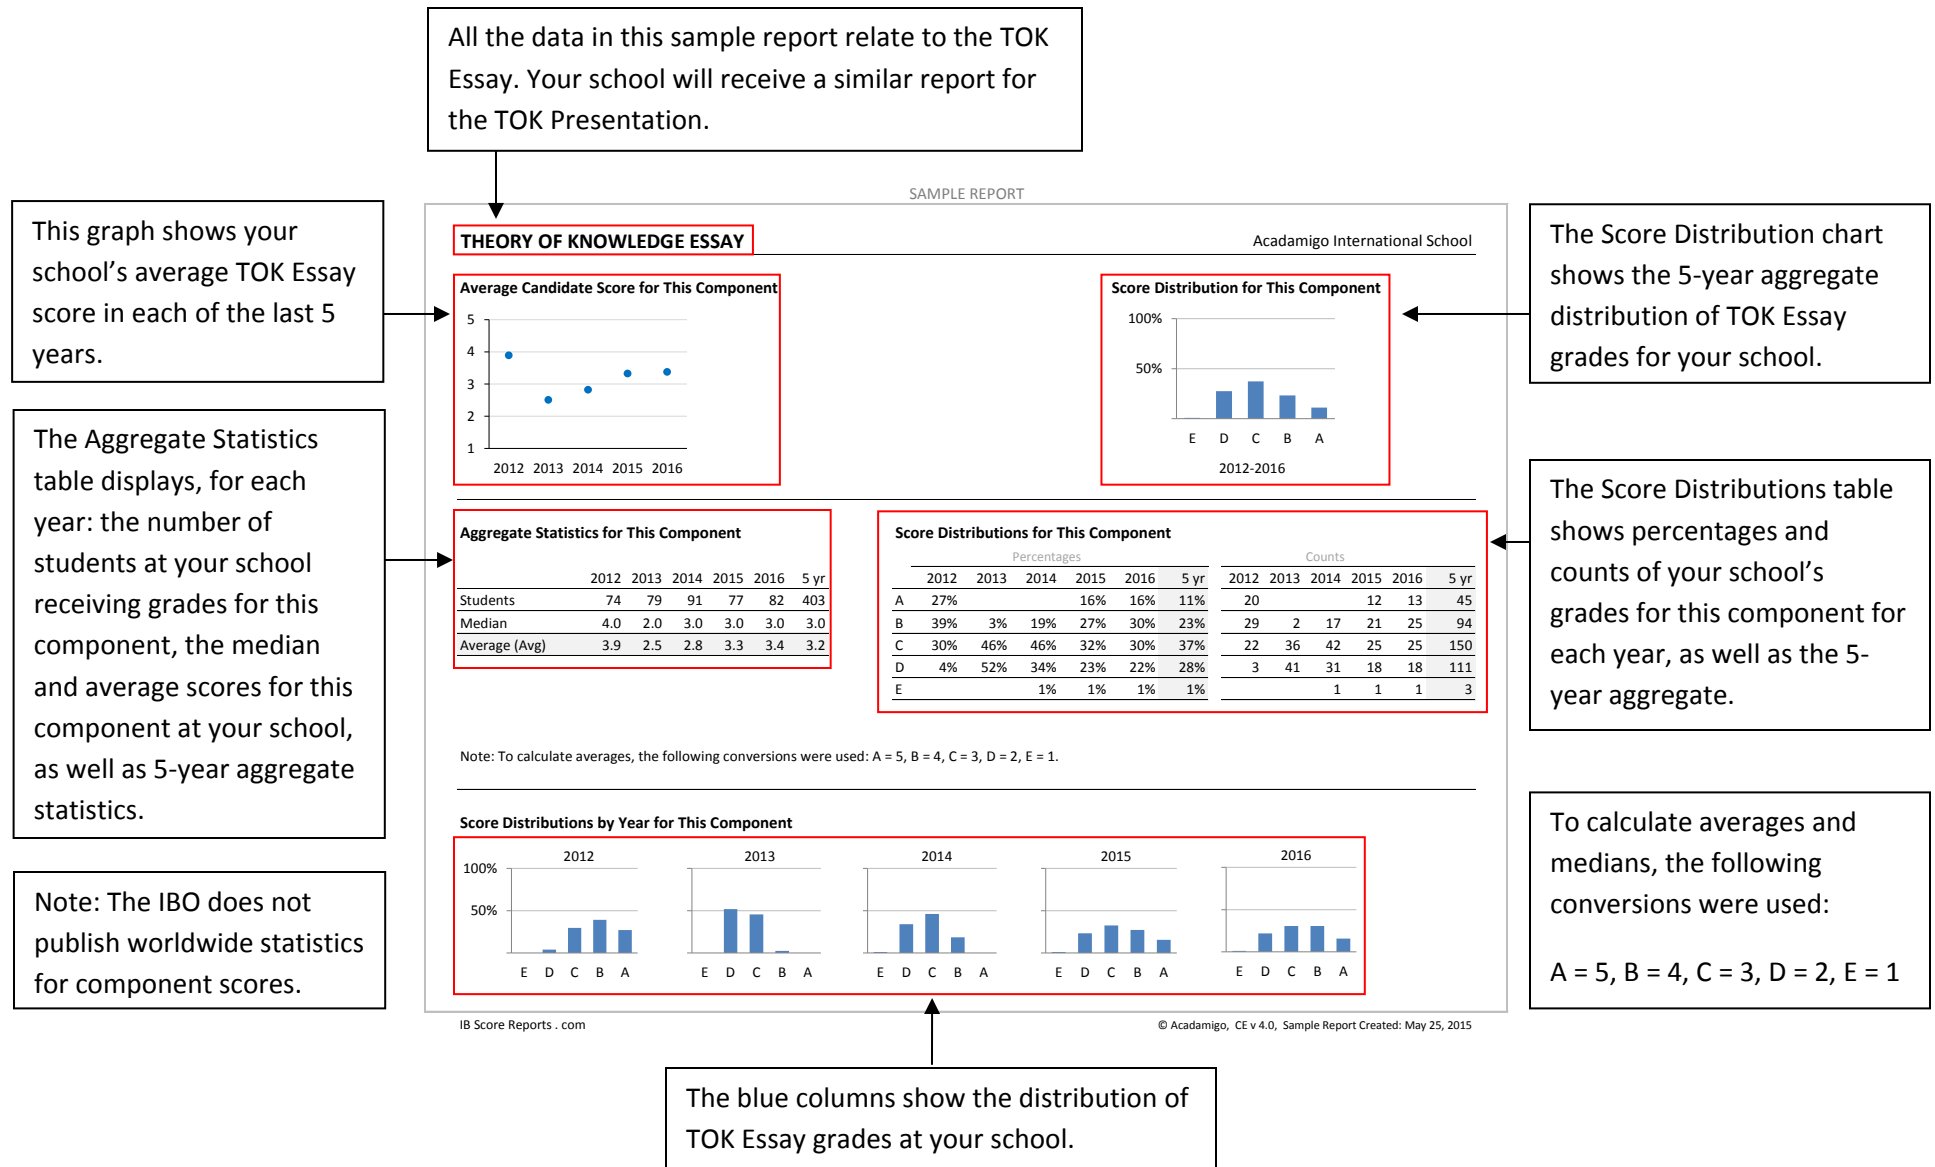 All the data in this sample report relate to the TOK
Essay. Your school will receive a similar report for
the TOK Presentation.
SAMPLE REPORT
This graph shows your
school’s average TOK Essay
score in each of the last 5
years.
THEORY OF KNOWLEDGE ESSAY
Acadamigo International School
The Score Distribution chart
shows the 5-year aggregate
distribution of TOK Essay
grades for your school.
Average Candidate Score for This Component
5
4
3
2
1
2012 2013 2014 2015 2016
Score Distribution for This Component
100%
50%
E D C B A
2012-2016
The Aggregate Statistics
table displays, for each
year: the number of
students at your school
receiving grades for this
component, the median
and average scores for this
component at your school,
as well as 5-year aggregate
statistics.
Aggregate Statistics for This Component
2012 2013 2014 2015 2016 5 yr
Students 74 79 91 77 82 403
Median 4.0 2.0 3.0 3.0 3.0 3.0
Average (Avg) 3.9 2.5 2.8 3.3 3.4 3.2
Score Distributions for This Component
Percentages Counts
2012 2013 2014 2015 2016 5 yr 2012 2013 2014 2015 2016 5 yr
A 27% 16% 16% 11% 20 12 13 45
B 39% 3% 19% 27% 30% 23% 29 2 17 21 25 94
C 30% 46% 46% 32% 30% 37% 22 36 42 25 25 150
D 4% 52% 34% 23% 22% 28% 3 41 31 18 18 111
E 1% 1% 1% 1% 1 1 1 3
The Score Distributions table
shows percentages and
counts of your school’s
grades for this component for
each year, as well as the 5-
year aggregate.
Note: To calculate averages, the following conversions were used: A = 5, B = 4, C = 3, D = 2, E = 1.
Note: The IBO does not
publish worldwide statistics
for component scores.
Score Distributions by Year for This Component
2012 2013 2014 2015 2016
100%
50%
E D C B A E D C B A E D C B A E D C B A E D C B A
To calculate averages and
medians, the following
conversions were used:
A = 5, B = 4, C = 3, D = 2, E = 1
IB Score Reports . com
© Acadamigo, CE v 4.0, Sample Report Created: May 25, 2015
The blue columns show the distribution of
TOK Essay grades at your school.